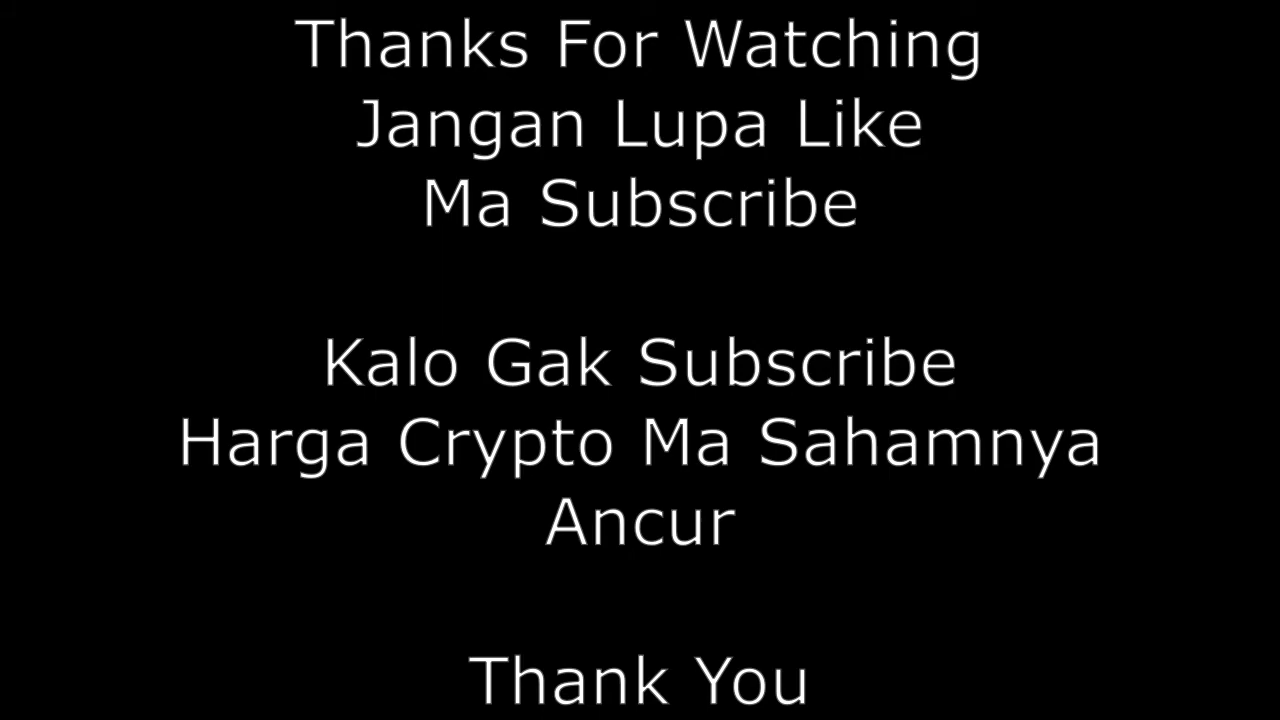 Thanks For Watching
Jangan Lupa Like
Ma Subscribe
Kalo Gak Subscribe
Harga Crypto Ma Sahamnya
Ancur
Thank You